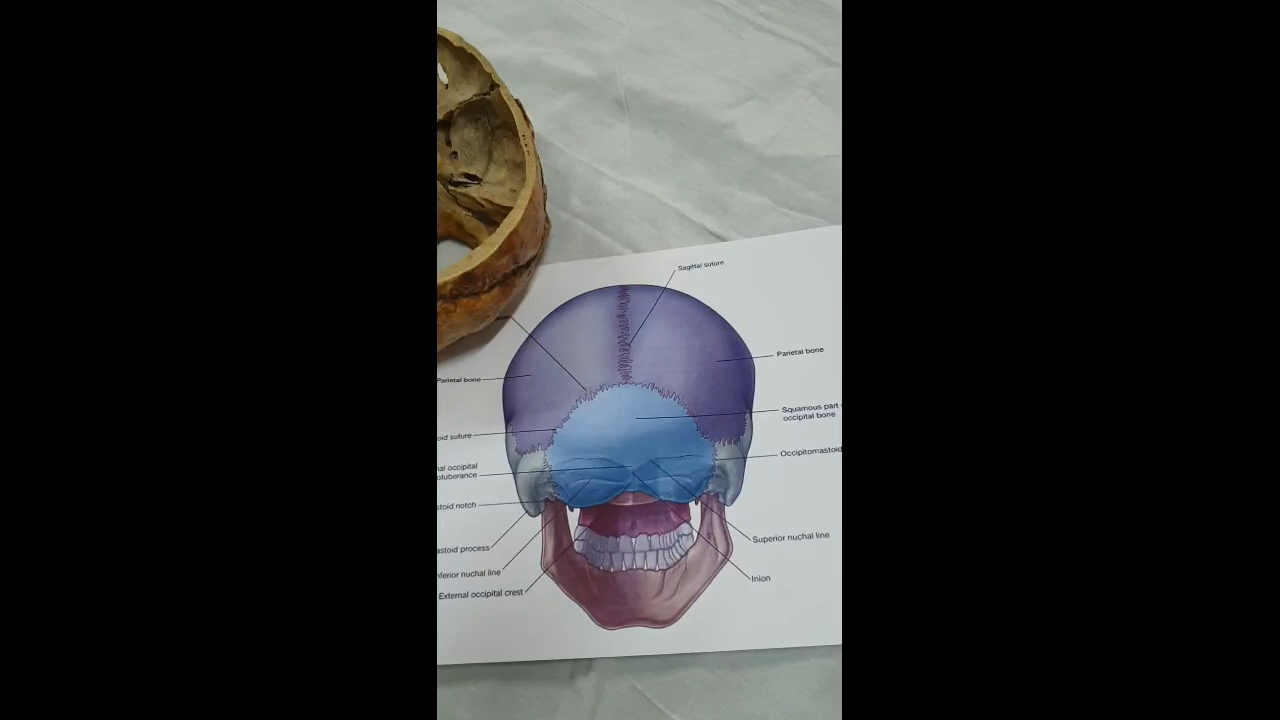 Sagittal suture
Parietal bone
Parietal bone
Squamous part
occipital bone
oid suture
Occipitomastoid
nal occipital
otuberance
stoid notch
Superior nuchal line
astoid process
nferior nuchal line
Inion
External occipital crest